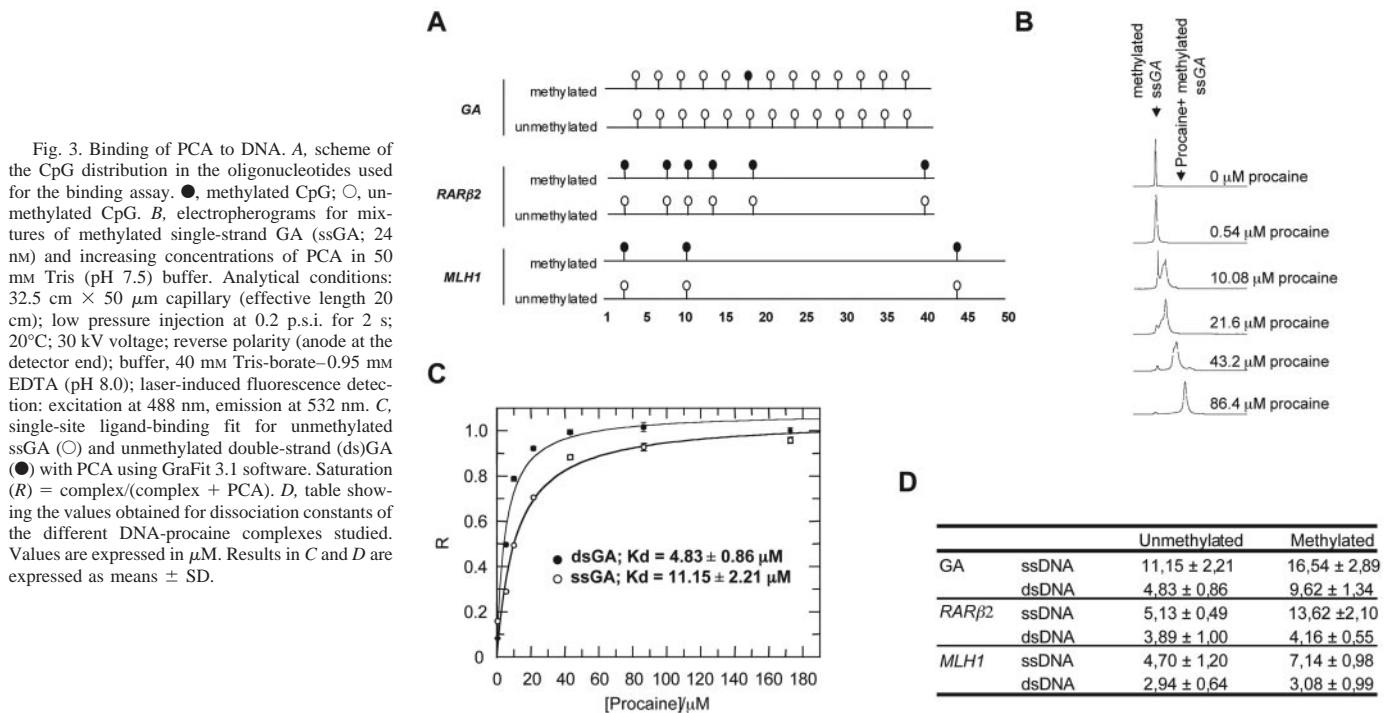 Fig. 3. Binding of PCA to DNA. A, scheme of
the CpG distribution in the oligonucleotides used
for the binding assay. ●, methylated CpG; ○, un-
methylated CpG. B, electropherograms for mix-
tures of methylated single-strand GA (ssGA; 24
nM) and increasing concentrations of PCA in 50
mM Tris (pH 7.5) buffer. Analytical conditions:
32.5 cm × 50 μm capillary (effective length 20
cm); low pressure injection at 0.2 p.s.i. for 2 s;
20°C; 30 kV voltage; reverse polarity (anode at the
detector end); buffer, 40 mM Tris-borate–0.95 mM
EDTA (pH 8.0); laser-induced fluorescence detec-
tion: excitation at 488 nm, emission at 532 nm. C,
single-site ligand-binding fit for unmethylated
ssGA (○) and unmethylated double-strand (ds)GA
(●) with PCA using GraFit 3.1 software. Saturation
(R) = complex/(complex + PCA). D, table show-
ing the values obtained for dissociation constants of
the different DNA-procaine complexes studied.
Values are expressed in μM. Results in C and D are
expressed as means ± SD.
A
GA
methylated
unmethylated
RARβ2
methylated
unmethylated
MLH1
methylated
unmethylated
1 5 10 15 20 25 30 35 40 45 50
B
methylated
ssGA
Procaine+ methylated
ssGA
0 μM procaine
0.54 μM procaine
10.08 μM procaine
21.6 μM procaine
43.2 μM procaine
86.4 μM procaine
C
1.0
0.8
0.6
0.4
0.2
0
R
● dsGA; Kd = 4.83 ± 0.86 μM
○ ssGA; Kd = 11.15 ± 2.21 μM
0 20 40 60 80 100 120 140 160 180
[Procaine]/μM
D
Unmethylated Methylated
GA ssDNA 11,15 ± 2,21 16,54 ± 2,89
dsDNA 4,83 ± 0,86 9,62 ± 1,34
RARβ2 ssDNA 5,13 ± 0,49 13,62 ±2,10
dsDNA 3,89 ± 1,00 4,16 ± 0,55
MLH1 ssDNA 4,70 ± 1,20 7,14 ± 0,98
dsDNA 2,94 ± 0,64 3,08 ± 0,99